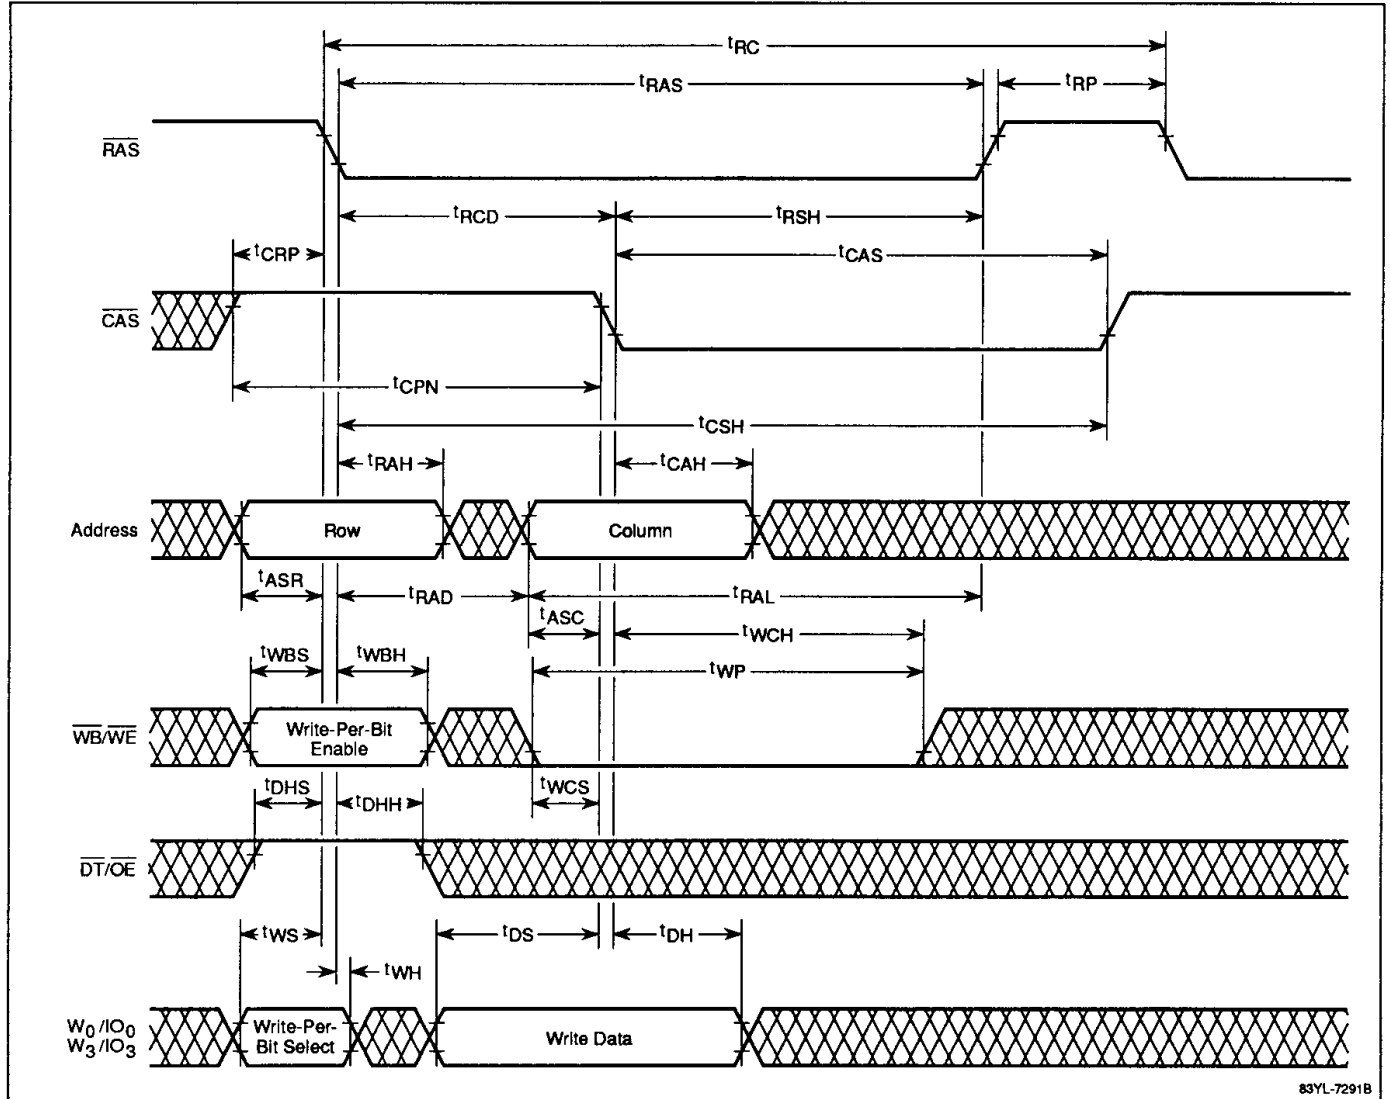 tRC
tRAS
tRP
RAS
tRCD
tRSH
tCRP
tCAS
CAS
tCPN
tCSH
tRAH
tCAH
Address
Row
Column
tASR
tRAD
tRAL
tASC
tWCH
tWBS
tWBH
tWP
WB/WE
Write-Per-Bit
Enable
tDHS
tDHH
tWCS
DT/OE
tWS
tDS
tDH
tWH
W0/IO0
W3/IO3
Write-Per-
Bit Select
Write Data
83YL-7291B